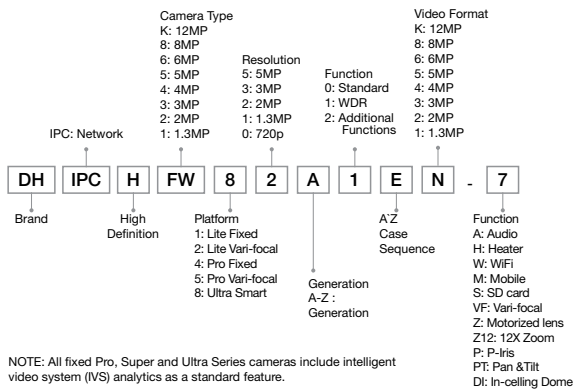 Camera Type
K: 12MP
8: 8MP
6: 6MP
5: 5MP
4: 4MP
3: 3MP
2: 2MP
1: 1.3MP
Resolution
5: 5MP
3: 3MP
2: 2MP
1: 1.3MP
0: 720p
Function
0: Standard
1: WDR
2: Additional
Functions
Video Format
K: 12MP
8: 8MP
6: 6MP
5: 5MP
4: 4MP
3: 3MP
2: 2MP
1: 1.3MP
IPC: Network
DH IPC H FW 8 2 A 1 E N - 7
Brand
High
Definition
Platform
1: Lite Fixed
2: Lite Vari-focal
4: Pro Fixed
5: Pro Vari-focal
8: Ultra Smart
Generation
A-Z :
Generation
A`Z
Case
Sequence
Function
A: Audio
H: Heater
W: WiFi
M: Mobile
S: SD card
VF: Vari-focal
Z: Motorized lens
Z12: 12X Zoom
P: P-Iris
PT: Pan &Tilt
DI: In-celling Dome
NOTE: All fixed Pro, Super and Ultra Series cameras include intelligent
video system (IVS) analytics as a standard feature.